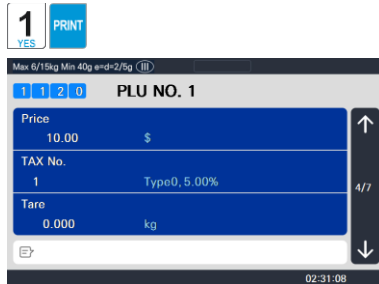 1
YES
PRINT
Max 6/15kg Min 40g e=d=2/5g III
1 1 2 0 PLU NO. 1
Price
10.00 $
TAX No.
1 Type0, 5.00%
4/7
Tare
0.000 kg
02:31:08